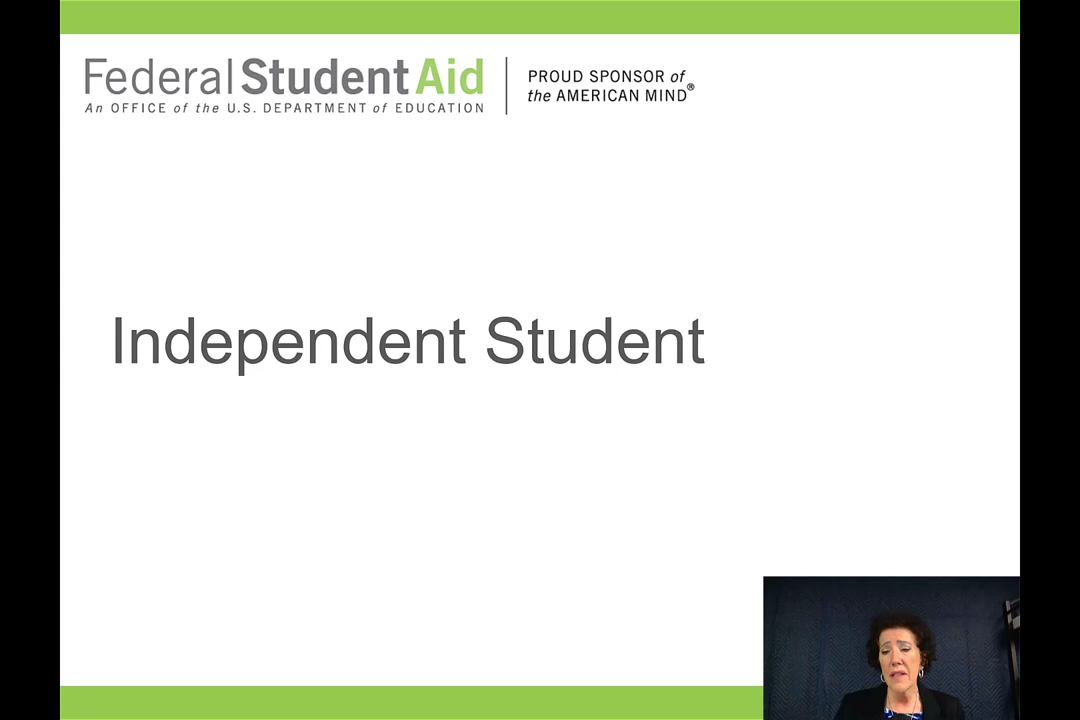 Federal Student Aid
An OFFICE of the U.S. DEPARTMENT of EDUCATION
PROUD SPONSOR of
the AMERICAN MIND®
Independent Student